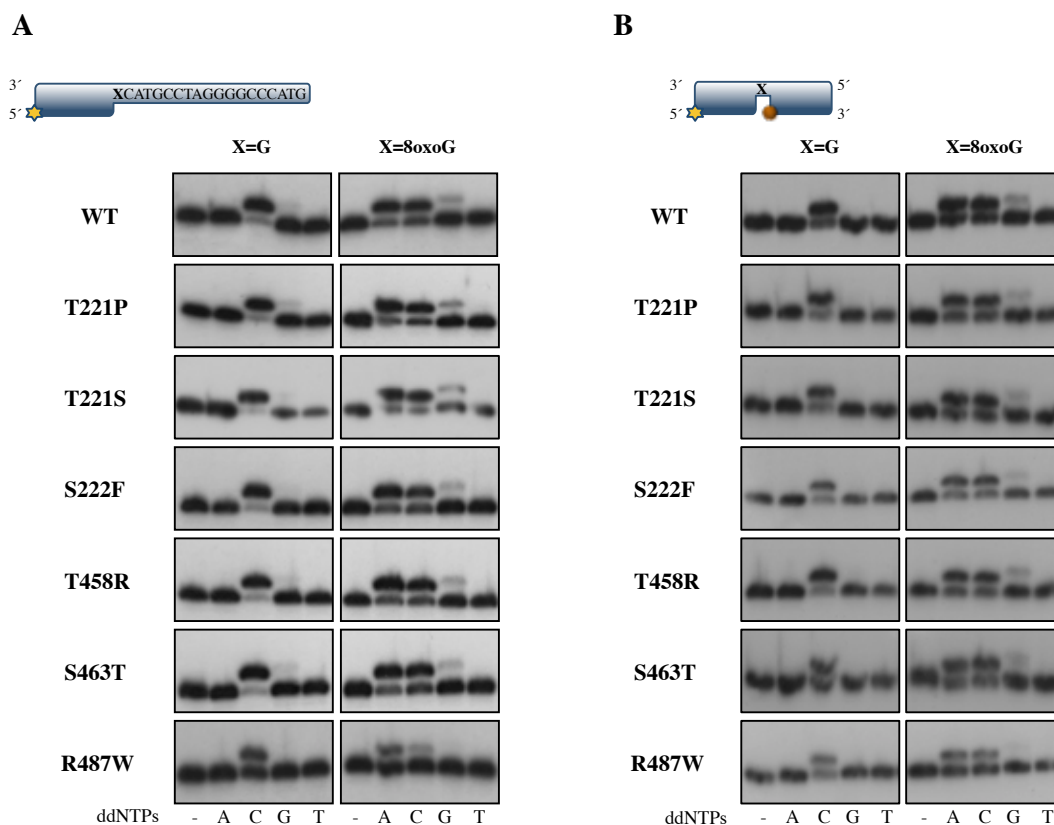 A
3´ XCATGCCTAGGGGCCCATG
5´
X=G X=8oxoG
WT
T221P
T221S
S222F
T458R
S463T
R487W
ddNTPs - A C G T - A C G T
B
3´ X 5´
5´ 3´
X=G X=8oxoG
WT
T221P
T221S
S222F
T458R
S463T
R487W
ddNTPs - A C G T - A C G T